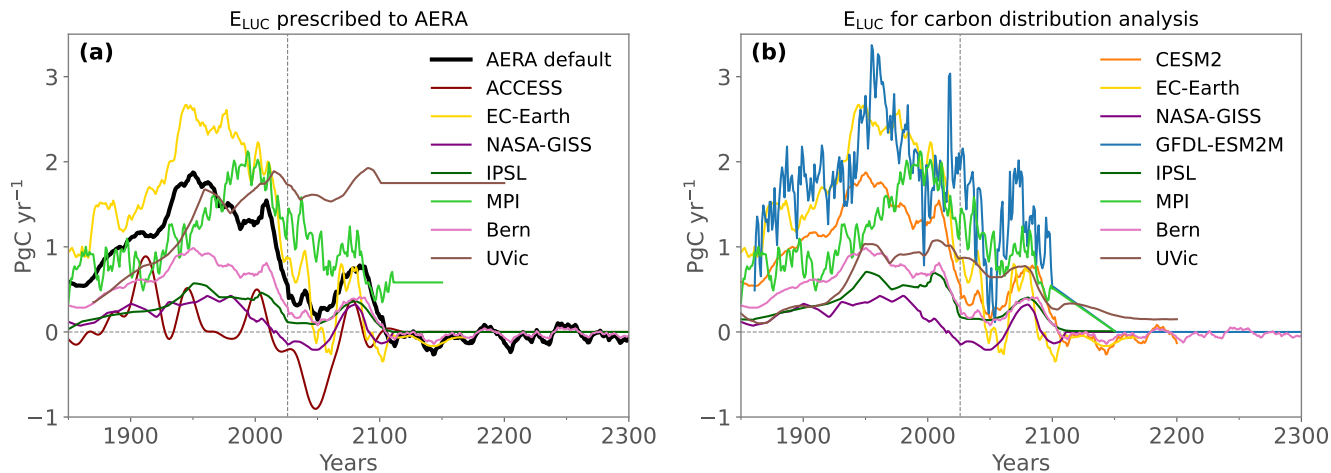 E_LUC prescribed to AERA
(a)
AERA default
ACCESS
EC-Earth
NASA-GISS
IPSL
MPI
Bern
UVic
3
2
1
0
−1
PgC yr⁻¹
1900
2000
2100
2200
2300
Years
E_LUC for carbon distribution analysis
(b)
CESM2
EC-Earth
NASA-GISS
GFDL-ESM2M
IPSL
MPI
Bern
UVic
3
2
1
0
−1
PgC yr⁻¹
1900
2000
2100
2200
2300
Years